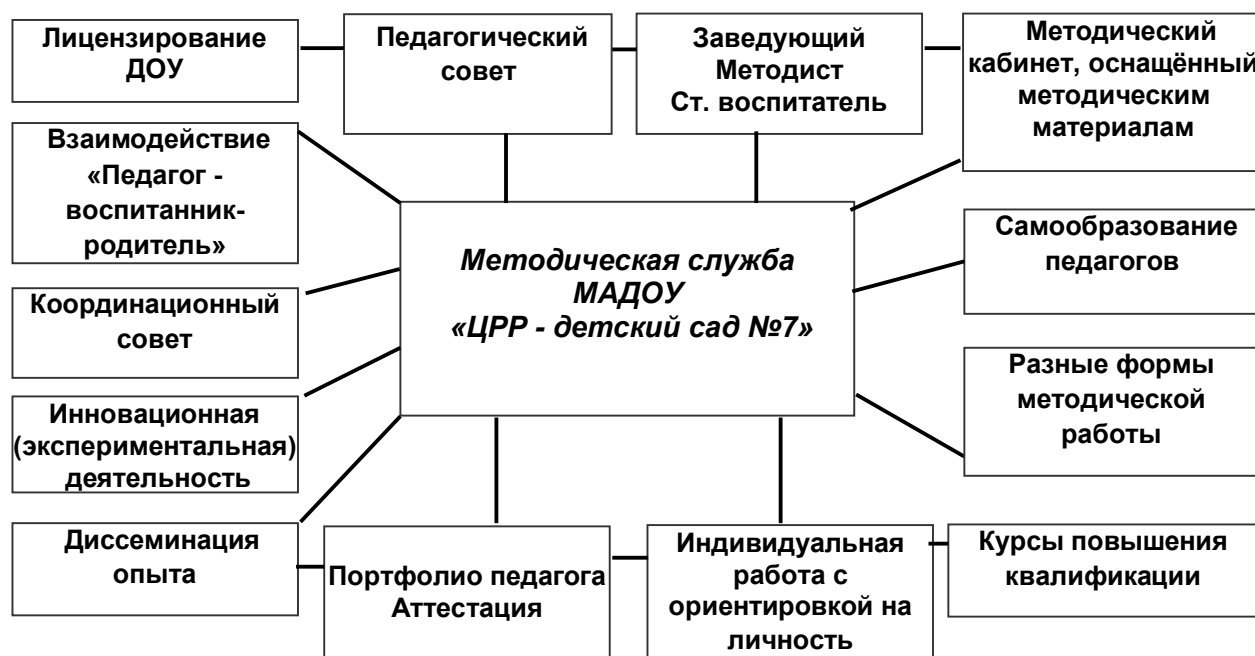 Лицензирование
ДОУ
Педагогический
совет
Заведующий
Методист
Ст. воспитатель
Методический
кабинет, оснащённый
методическим
материалам
Взаимодействие
«Педагог -
воспитанник-
родитель»
Методическая служба
МАДОУ
«ЦРР - детский сад №7»
Самообразование
педагогов
Координационный
совет
Разные формы
методической
работы
Инновационная
(экспериментальная)
деятельность
Диссеминация
опыта
Портфолио педагога
Аттестация
Индивидуальная
работа с
ориентировкой на
личность
Курсы повышения
квалификации